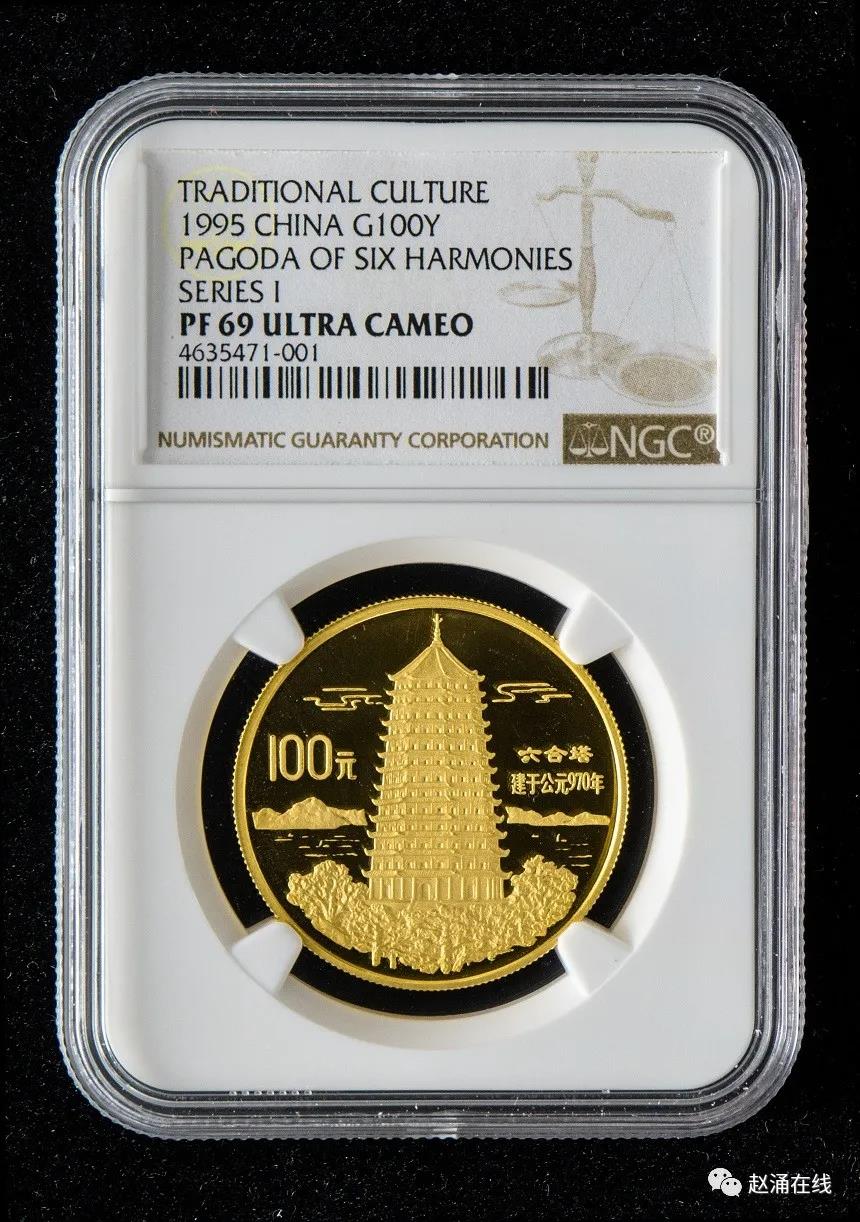 TRADITIONAL CULTURE
1995 CHINA G100Y
PAGODA OF SIX HARMONIES
SERIES I
PF 69 ULTRA CAMEO
4635471-001
NUMISMATIC GUARANTY CORPORATION
NGC®
100元
六合塔
建于公元970年
赵涌在线